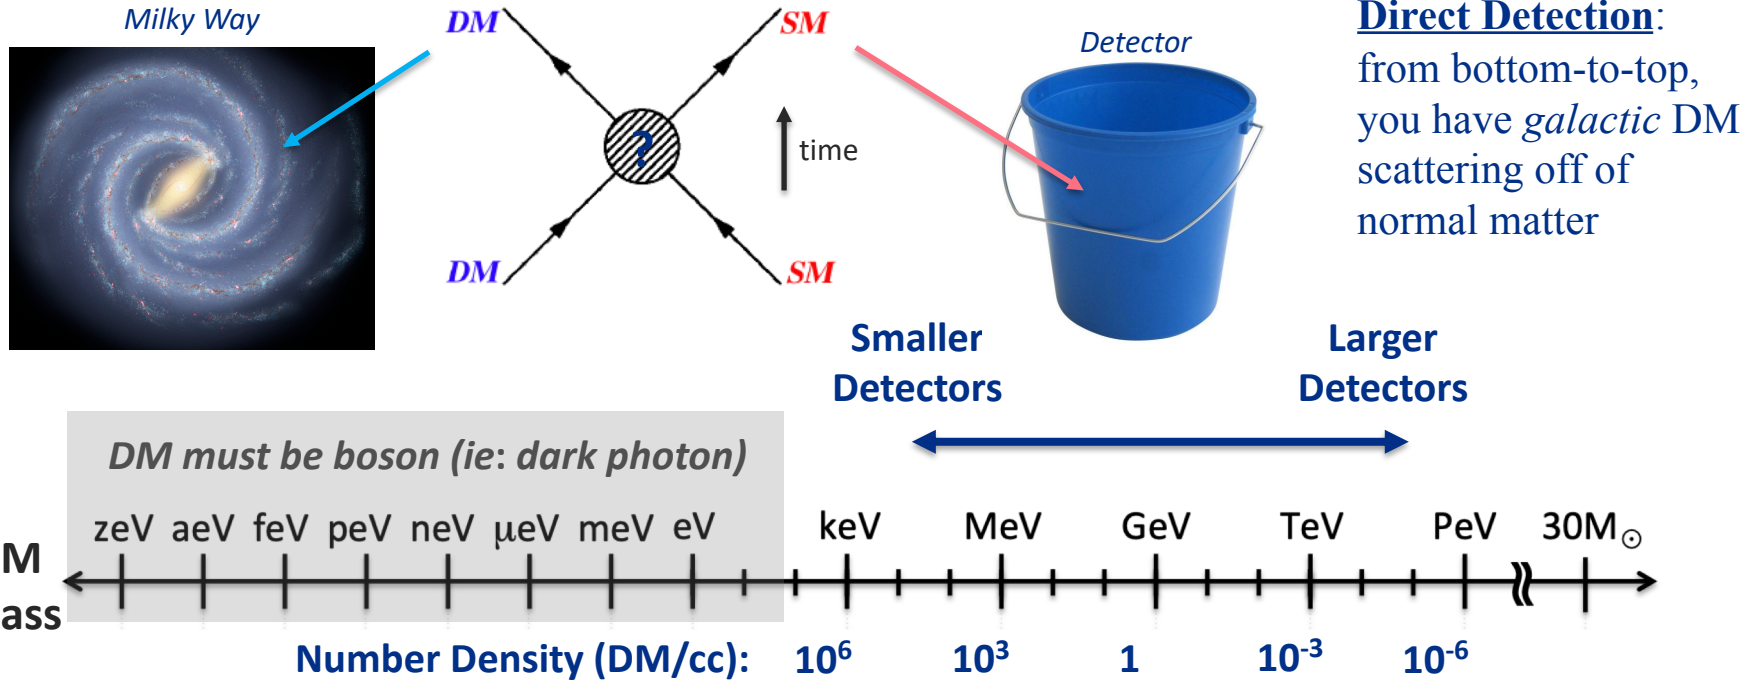 Milky Way
DM
SM
?
time
DM
SM
Detector
Direct Detection:
from bottom-to-top,
you have galactic DM
scattering off of
normal matter
Smaller
Detectors
Larger
Detectors
DM must be boson (ie: dark photon)
zeV aeV feV peV neV μeV meV eV keV MeV GeV TeV PeV 30M☉
M
ass
Number Density (DM/cc): 10⁶ 10³ 1 10⁻³ 10⁻⁶